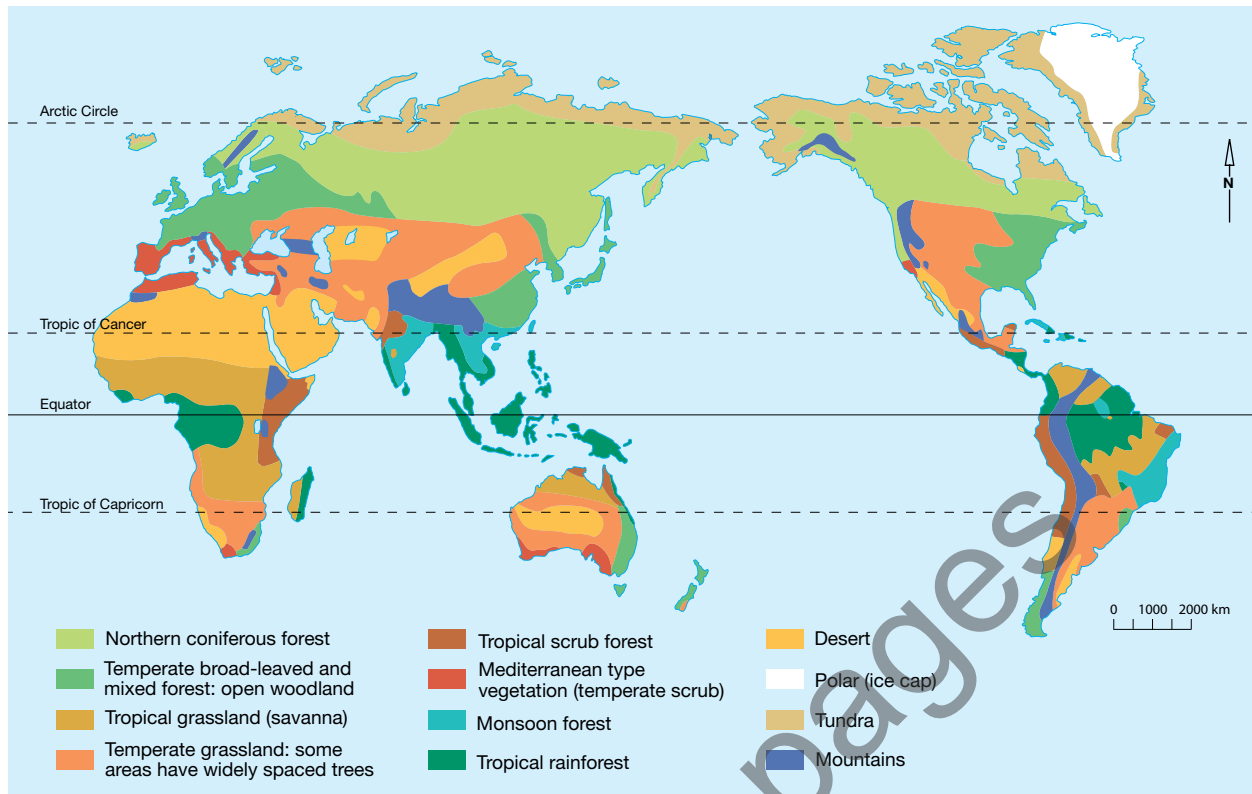 Arctic Circle
N
Tropic of Cancer
Equator
Tropic of Capricorn
0 1000 2000 km
Northern coniferous forest
Temperate broad-leaved and
mixed forest: open woodland
Tropical grassland (savanna)
Temperate grassland: some
areas have widely spaced trees
Tropical scrub forest
Mediterranean type
vegetation (temperate scrub)
Monsoon forest
Tropical rainforest
Desert
Polar (ice cap)
Tundra
Mountains
pages